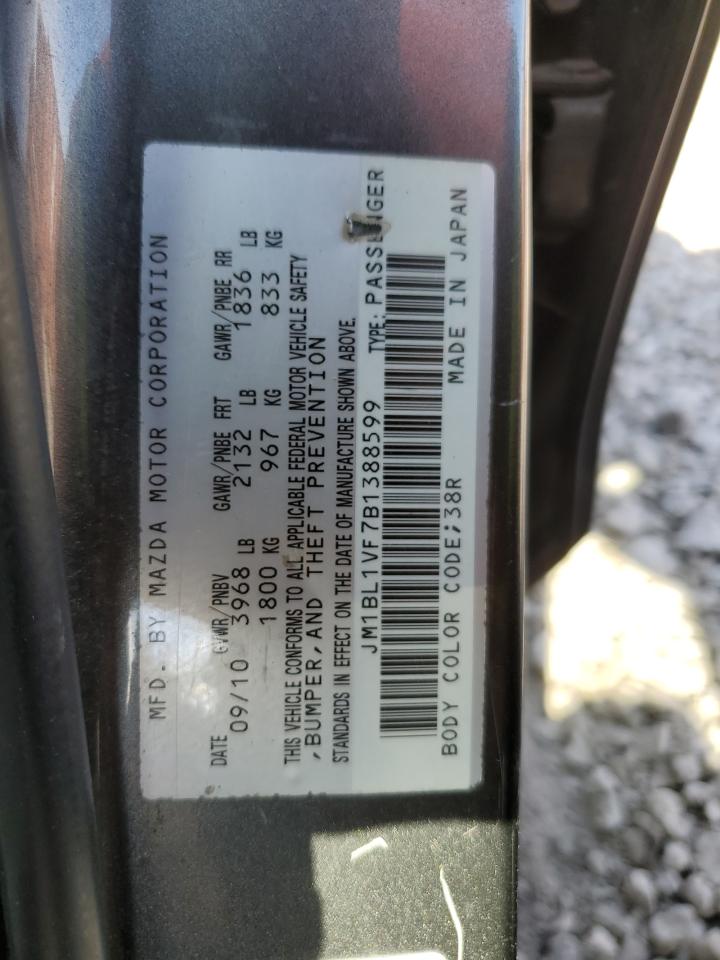 MFD. BY MAZDA MOTOR CORPORATION
DATE GVWR/PNBV GAWR/PNBE FRT GAWR/PNBE RR
09/10 3968 LB 2132 LB 1836 LB
1800 KG 967 KG 833 KG
THIS VEHICLE CONFORMS TO ALL APPLICABLE FEDERAL MOTOR VEHICLE SAFETY
,BUMPER,AND THEFT PREVENTION
STANDARDS IN EFFECT ON THE DATE OF MANUFACTURE SHOWN ABOVE.
JM1BL1VF7B1388599 TYPE: PASSENGER
BODY COLOR CODE;38R MADE IN JAPAN